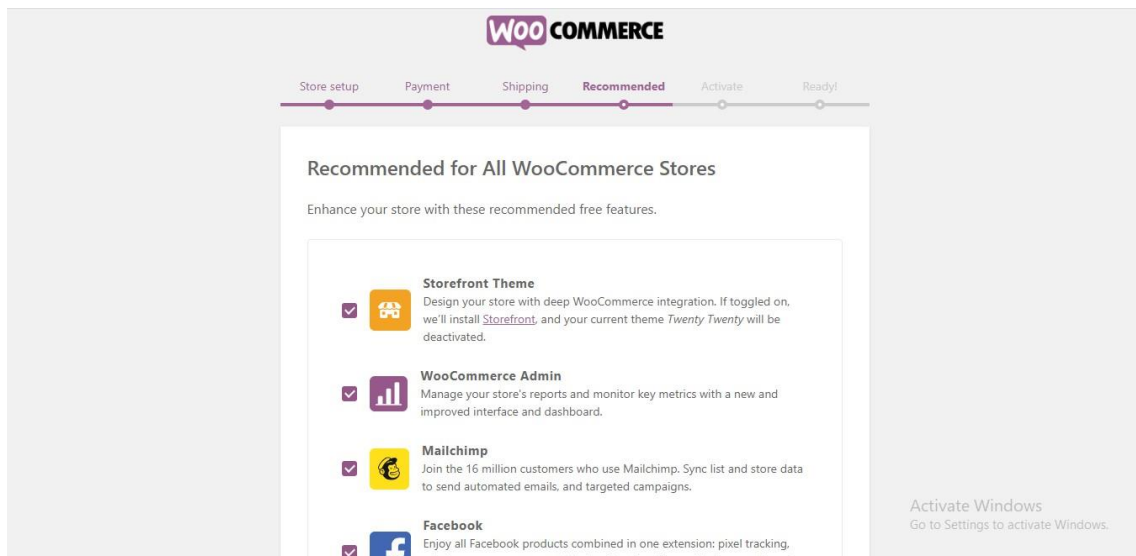 WOO COMMERCE
Store setup Payment Shipping Recommended Activate Ready!
Recommended for All WooCommerce Stores
Enhance your store with these recommended free features.
Storefront Theme
Design your store with deep WooCommerce integration. If toggled on,
we'll install Storefront, and your current theme Twenty Twenty will be
deactivated.
WooCommerce Admin
Manage your store's reports and monitor key metrics with a new and
improved interface and dashboard.
Mailchimp
Join the 16 million customers who use Mailchimp. Sync list and store data
to send automated emails, and targeted campaigns.
Facebook
Enjoy all Facebook products combined in one extension: pixel tracking,
Activate Windows
Go to Settings to activate Windows.